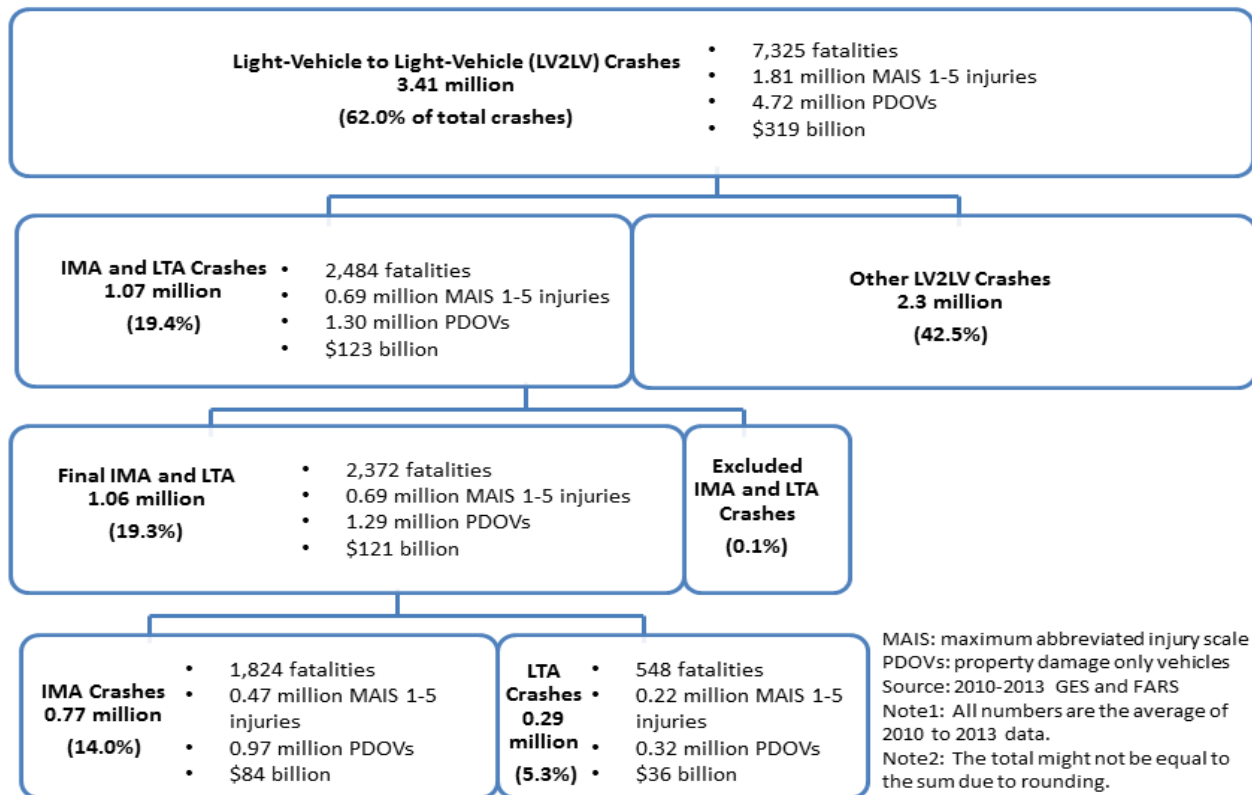 Light-Vehicle to Light-Vehicle (LV2LV) Crashes
3.41 million
(62.0% of total crashes)
• 7,325 fatalities
• 1.81 million MAIS 1-5 injuries
• 4.72 million PDOVs
• $319 billion
IMA and LTA Crashes
1.07 million
(19.4%)
• 2,484 fatalities
• 0.69 million MAIS 1-5 injuries
• 1.30 million PDOVs
• $123 billion
Other LV2LV Crashes
2.3 million
(42.5%)
Final IMA and LTA
1.06 million
(19.3%)
• 2,372 fatalities
• 0.69 million MAIS 1-5 injuries
• 1.29 million PDOVs
• $121 billion
Excluded
IMA and LTA
Crashes
(0.1%)
IMA Crashes
0.77 million
(14.0%)
• 1,824 fatalities
• 0.47 million MAIS 1-5
injuries
• 0.97 million PDOVs
• $84 billion
LTA
Crashes
0.29
million
(5.3%)
• 548 fatalities
• 0.22 million MAIS 1-5
injuries
• 0.32 million PDOVs
• $36 billion
MAIS: maximum abbreviated injury scale
PDOVs: property damage only vehicles
Source: 2010-2013 GES and FARS
Note1: All numbers are the average of
2010 to 2013 data.
Note2: The total might not be equal to
the sum due to rounding.